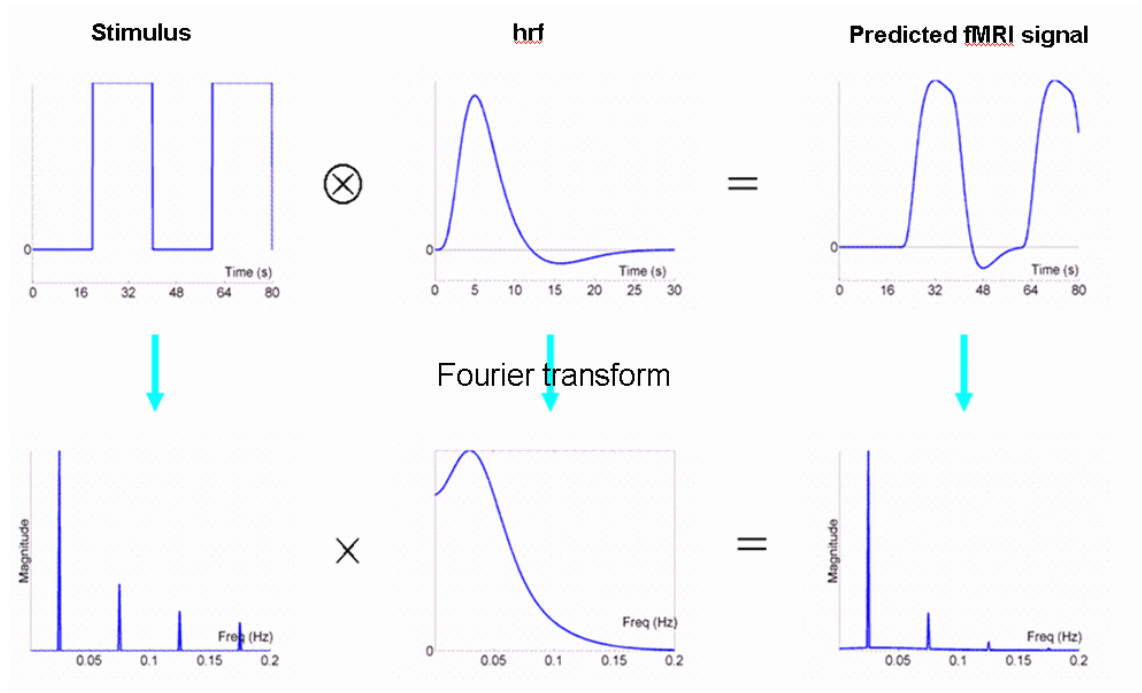 Stimulus
hrf
Predicted fMRI signal
0
Time (s)
0 16 32 48 64 80
⊗
0
Time (s)
0 5 10 15 20 25 30
=
0
Time (s)
0 16 32 48 64 80
Fourier transform
Magnitude
Freq (Hz)
0.05 0.1 0.15 0.2
×
0
Freq (Hz)
0.05 0.1 0.15 0.2
=
Magnitude
Freq (Hz)
0.05 0.1 0.15 0.2